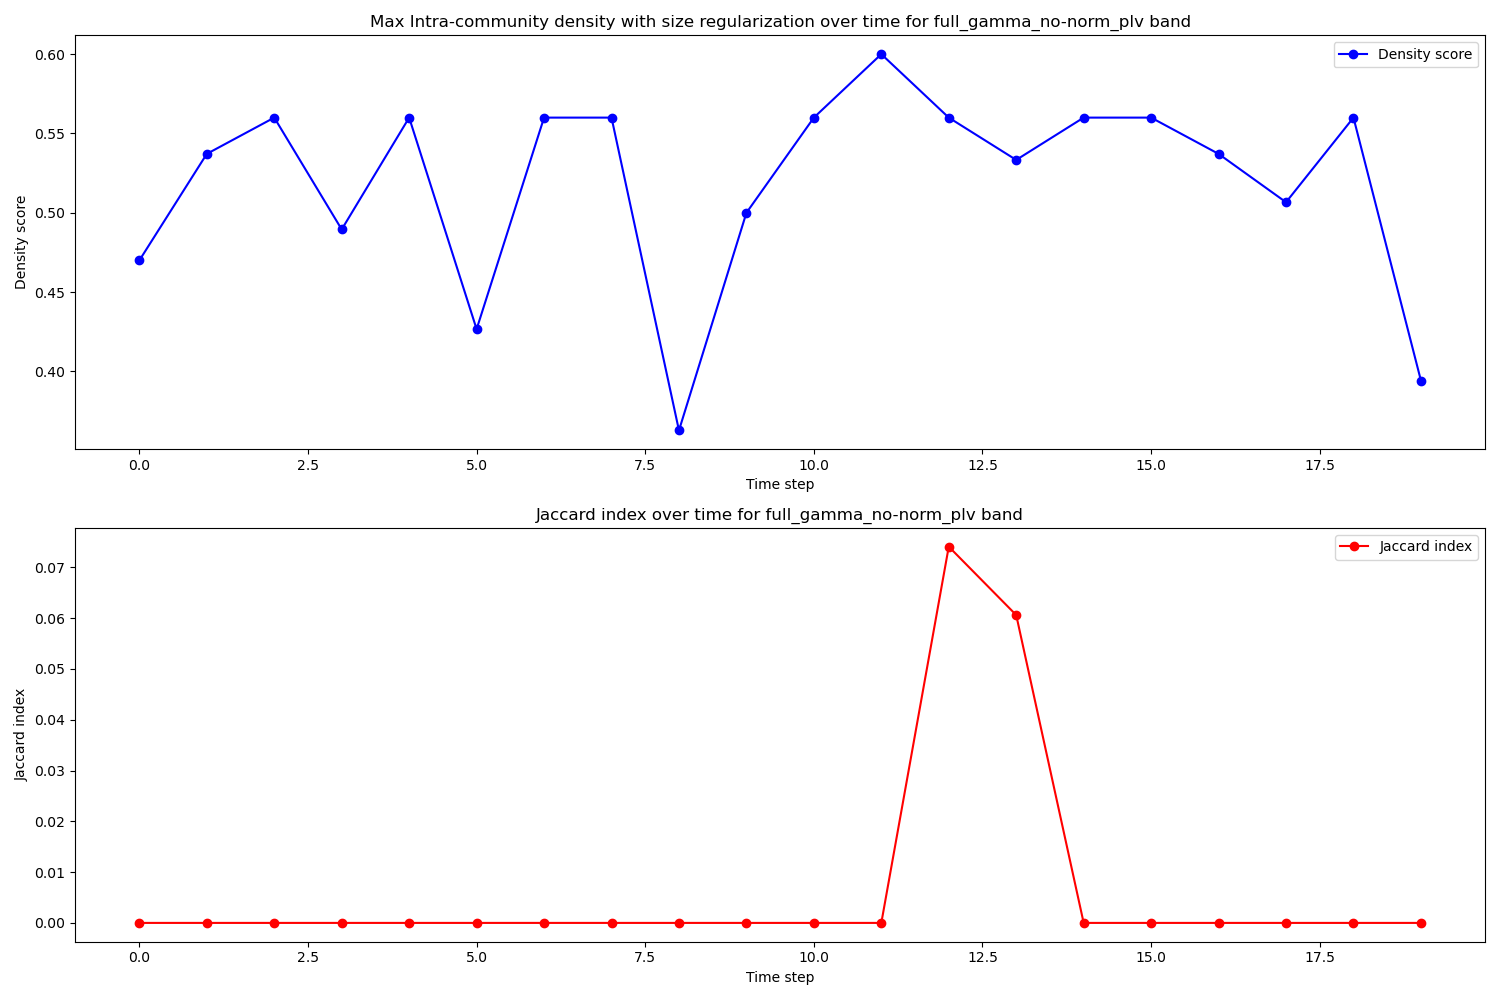 Max Intra-community density with size regularization over time for full_gamma_no-norm_plv band
Density score
0.60
0.55
0.50
0.45
0.40
Density score
0.0 2.5 5.0 7.5 10.0 12.5 15.0 17.5
Time step
Jaccard index over time for full_gamma_no-norm_plv band
Jaccard index
0.07
0.06
0.05
0.04
0.03
0.02
0.01
0.00
Jaccard index
0.0 2.5 5.0 7.5 10.0 12.5 15.0 17.5
Time step